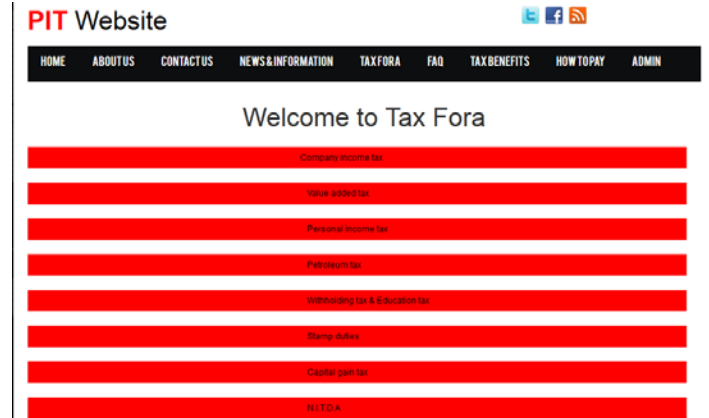 PIT Website
HOME ABOUT US CONTACT US NEWS & INFORMATION TAX FORA FAQ TAX BENEFITS HOW TO PAY ADMIN
Welcome to Tax Fora
Company income tax
Value added tax
Personal income tax
Petroleum tax
Withholding tax & Education tax
Stamp duties
Capital gain tax
N.I.T.D.A